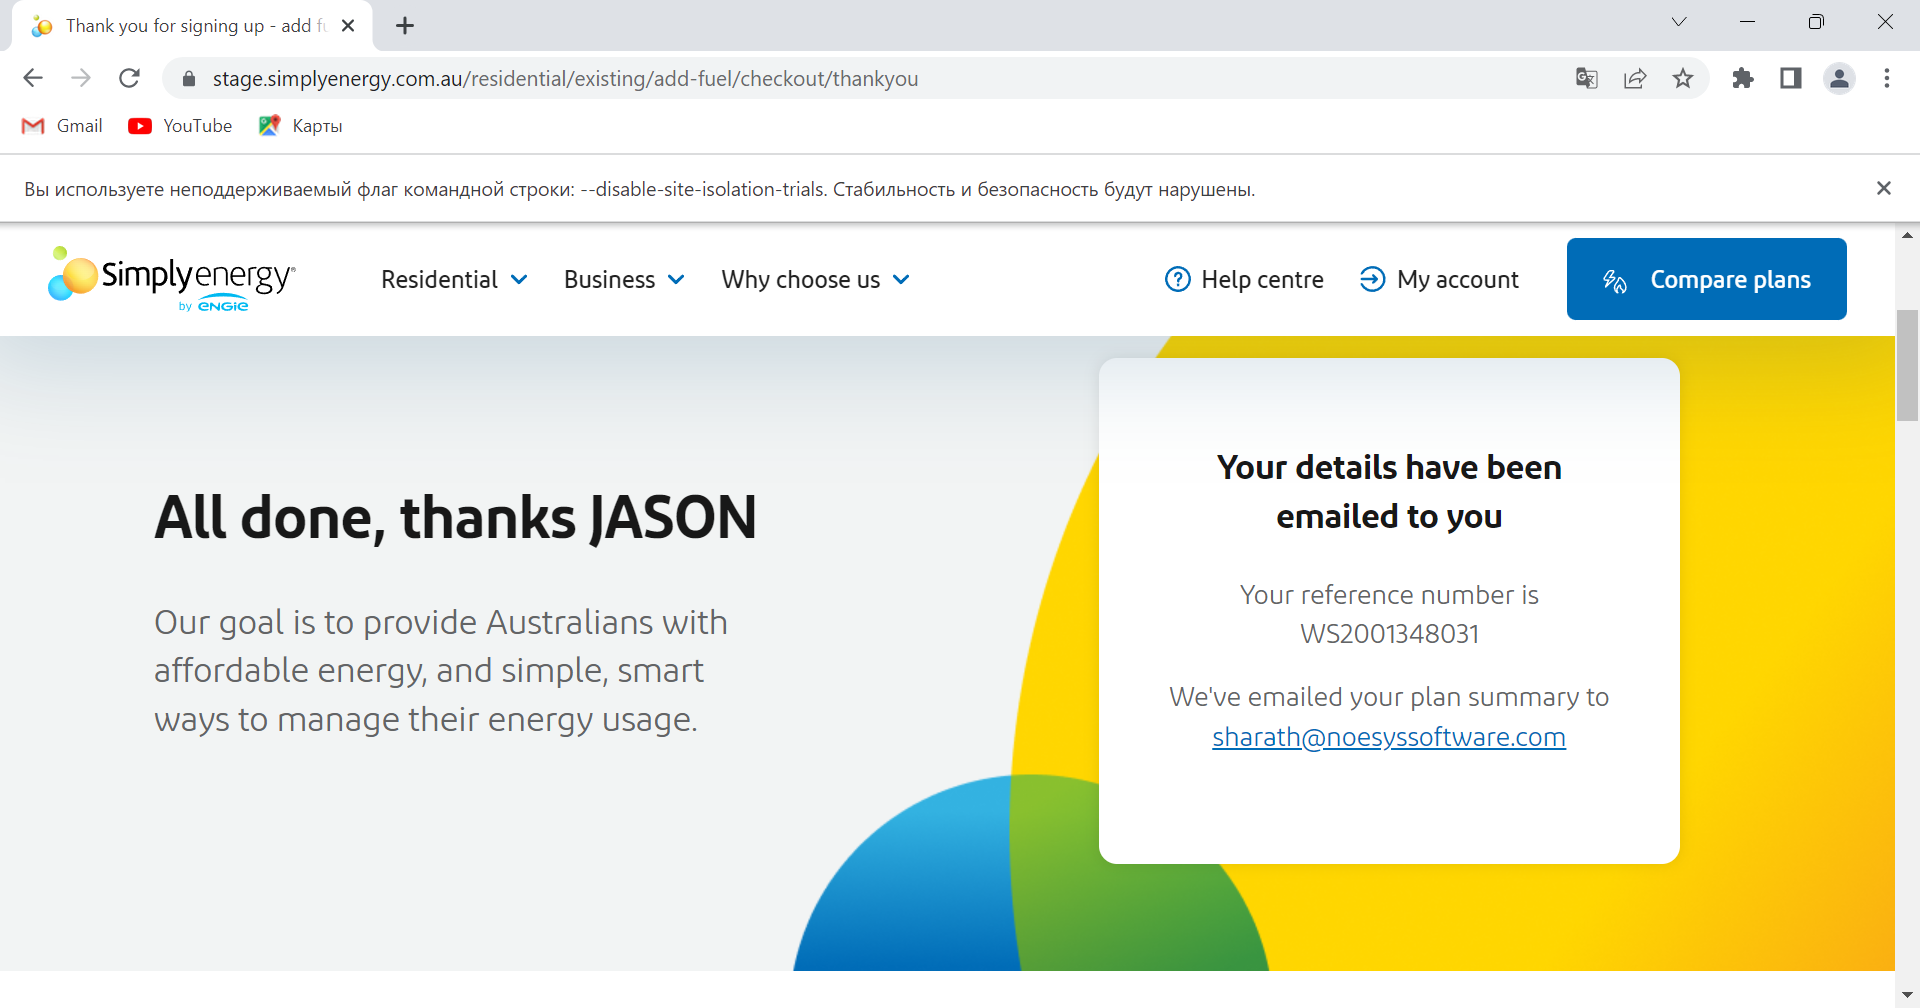 Thank you for signing up - add fu
stage.simplyenergy.com.au/residential/existing/add-fuel/checkout/thankyou
Gmail YouTube Карты
Вы используете неподдерживаемый флаг командной строки: --disable-site-isolation-trials. Стабильность и безопасность будут нарушены.
Simplyenergy®
by ENGIE
Residential Business Why choose us Help centre My account Compare plans
All done, thanks JASON
Our goal is to provide Australians with
affordable energy, and simple, smart
ways to manage their energy usage.
Your details have been
emailed to you
Your reference number is
WS2001348031
We've emailed your plan summary to
sharath@noesyssoftware.com